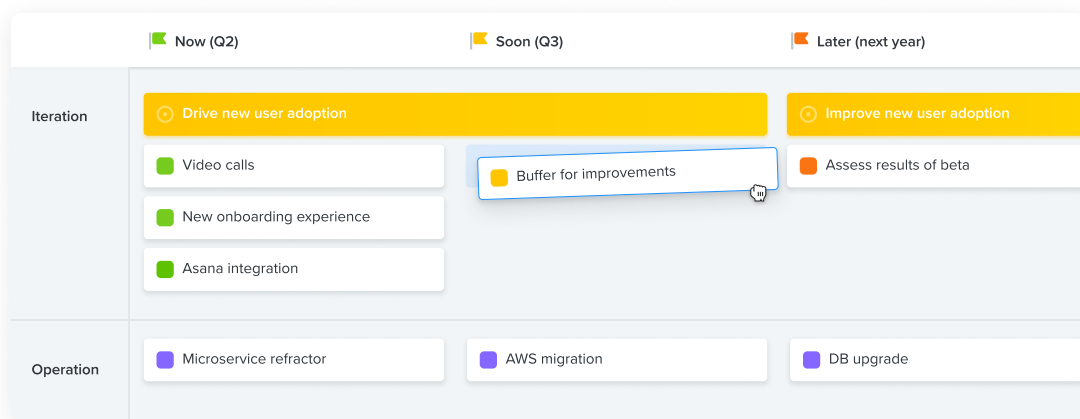 Now (Q2)
Soon (Q3)
Later (next year)
Iteration
Drive new user adoption
Improve new user adoption
Video calls
Buffer for improvements
Assess results of beta
New onboarding experience
Asana integration
Operation
Microservice refractor
AWS migration
DB upgrade